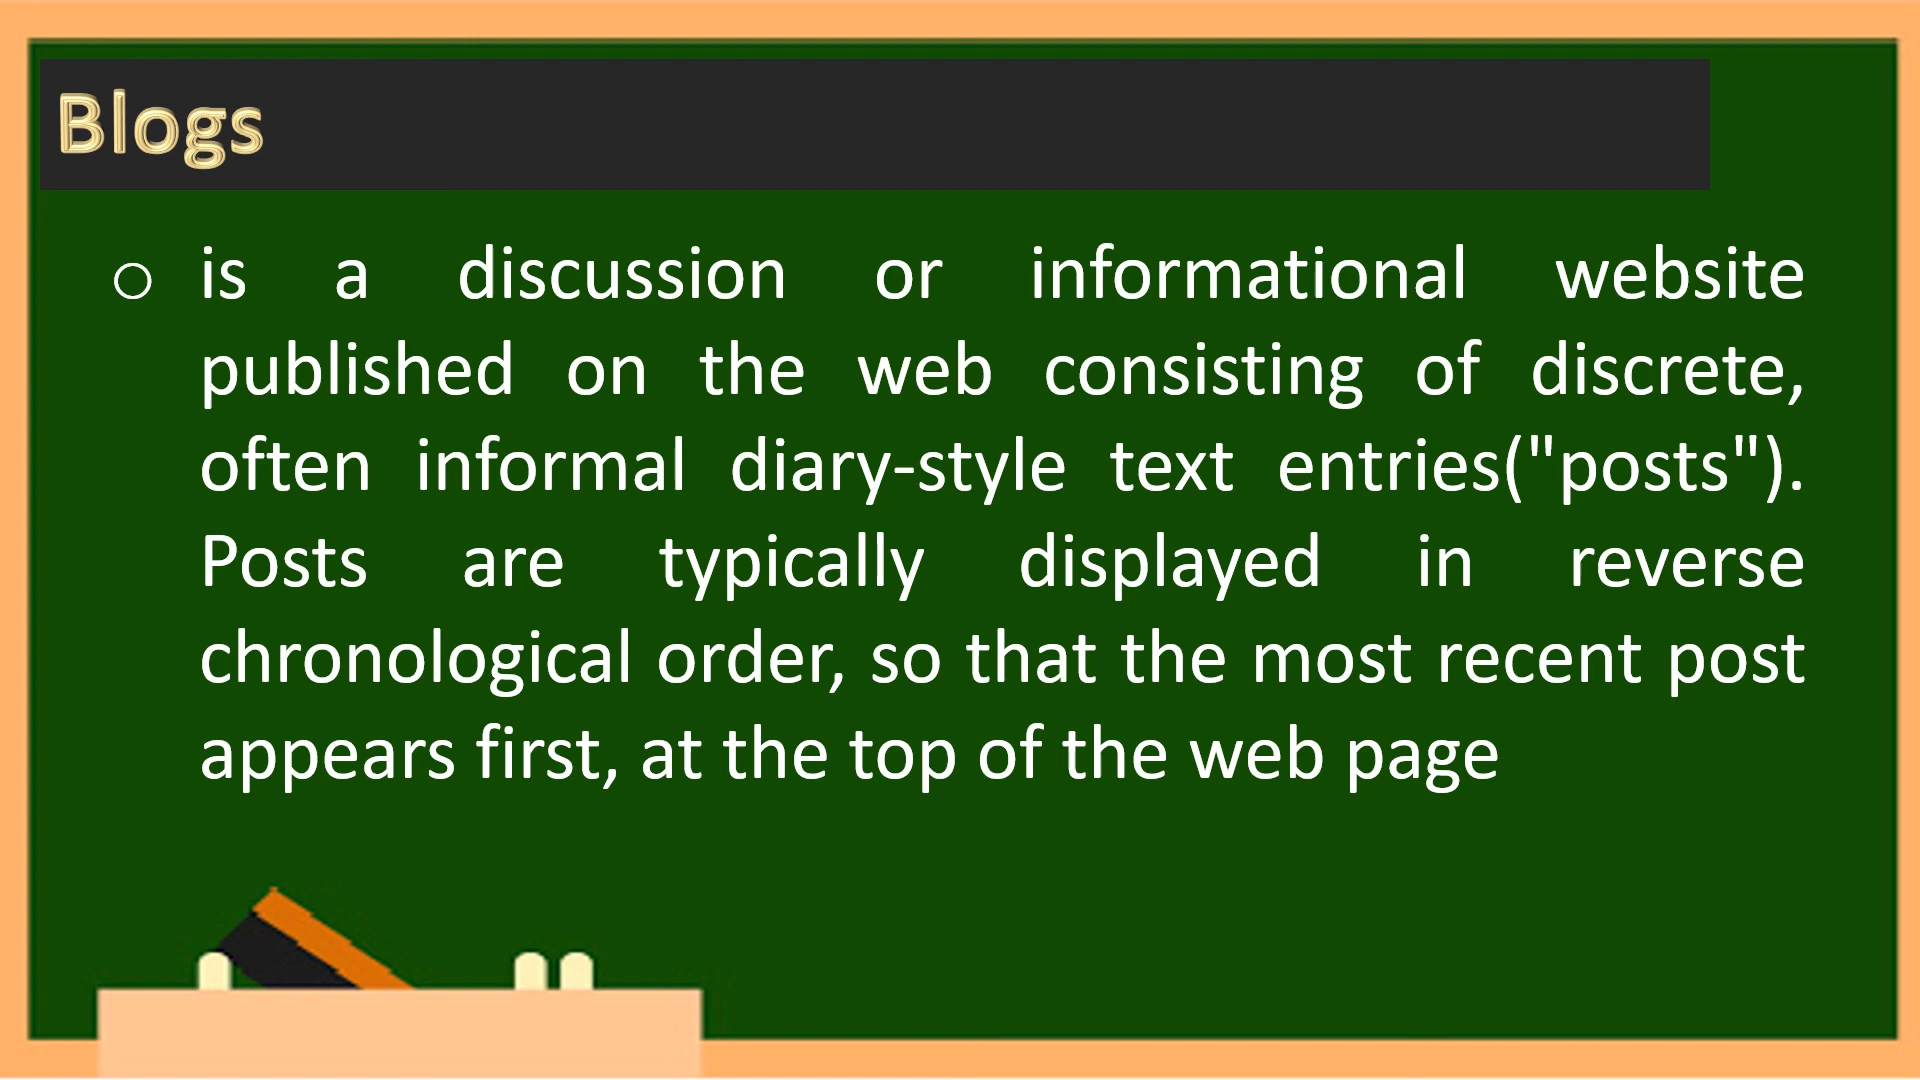 Blogs
o is a discussion or informational website
published on the web consisting of discrete,
often informal diary-style text entries("posts").
Posts are typically displayed in reverse
chronological order, so that the most recent post
appears first, at the top of the web page